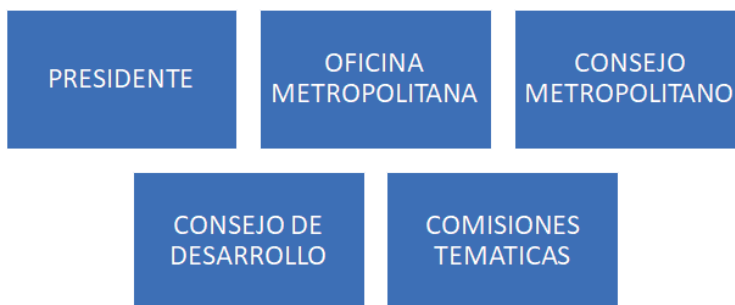 PRESIDENTE
OFICINA
METROPOLITANA
CONSEJO
METROPOLITANO
CONSEJO DE
DESARROLLO
COMISIONES
TEMATICAS